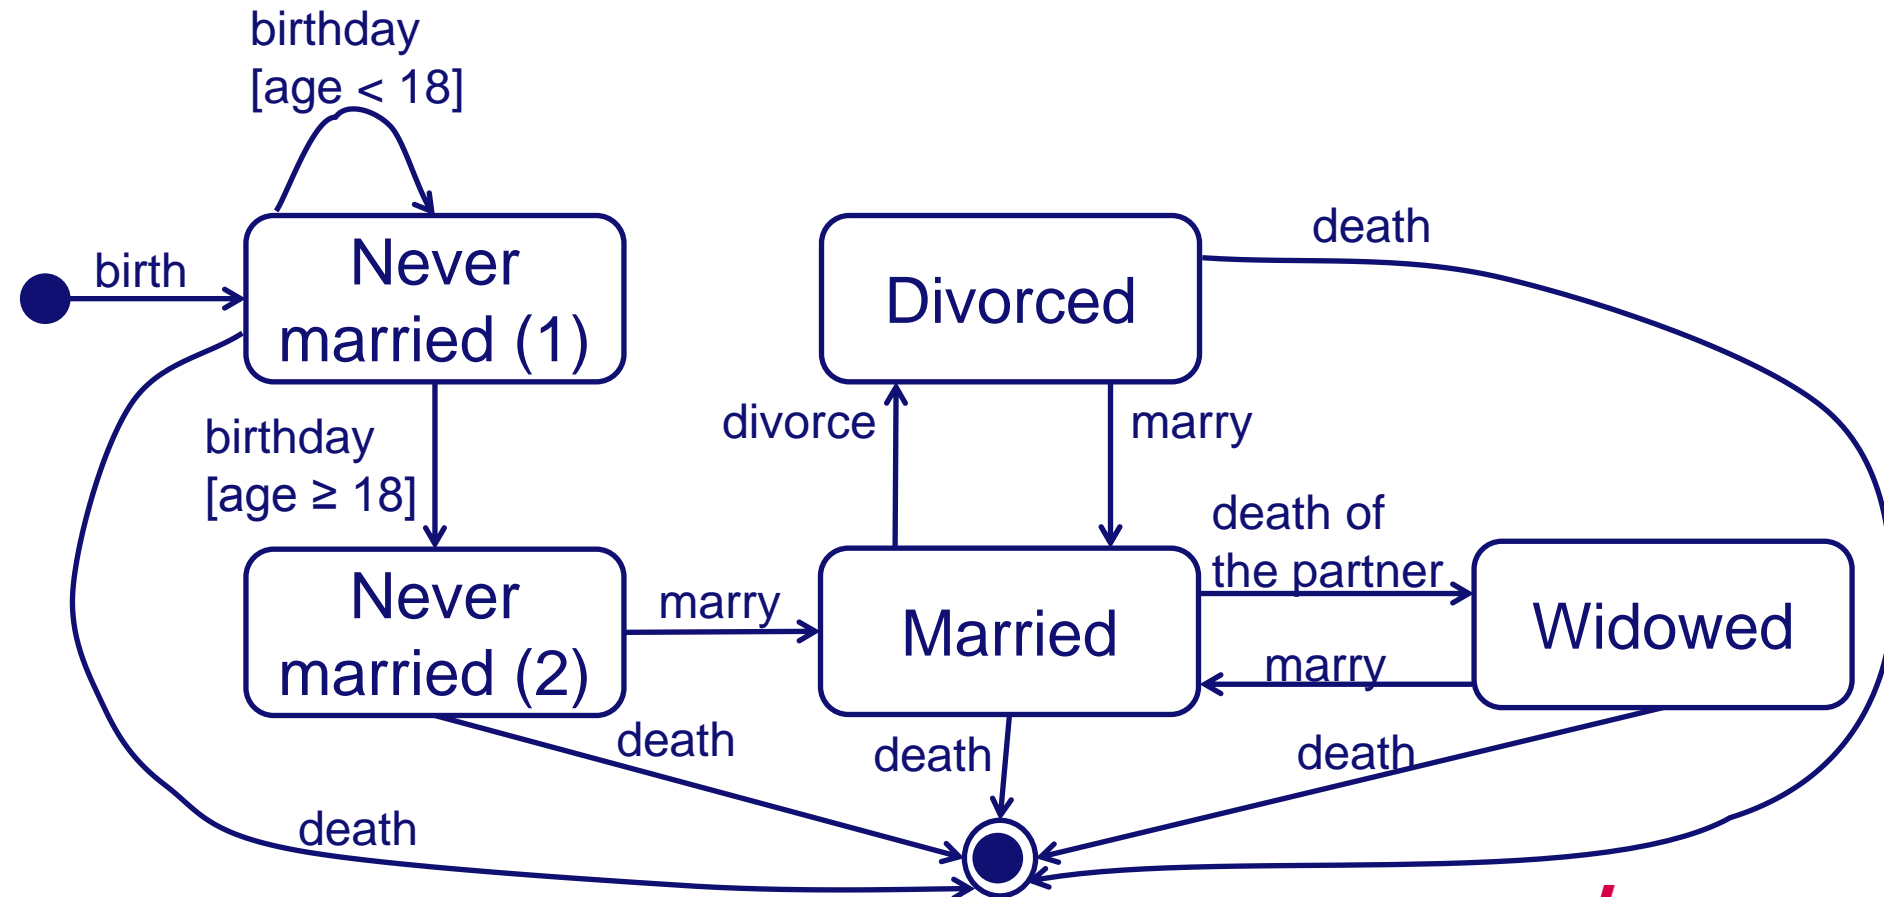 birthday
[age < 18]
birth
Never
married (1)
Divorced
death
birthday
[age ≥ 18]
divorce
marry
death of
the partner
Never
married (2)
marry
Married
marry
Widowed
death
death
death
death